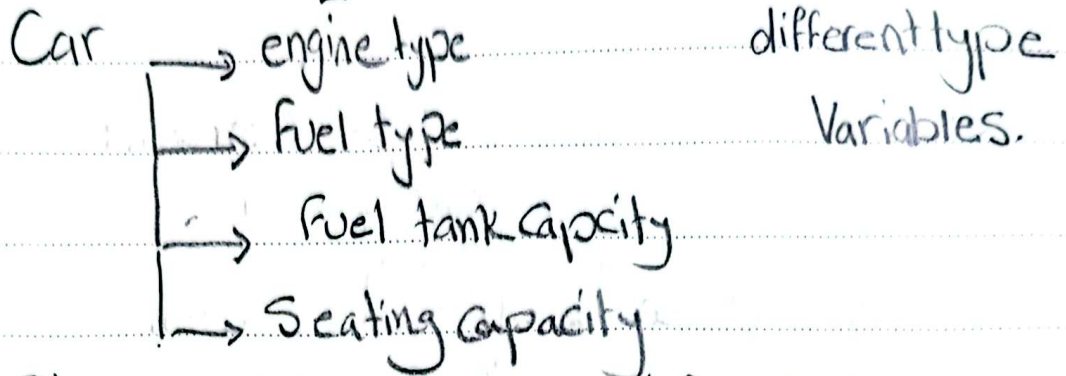 Car → engine type different type
→ Fuel type Variables.
→ Fuel tank Capcity
→ Seating capacity